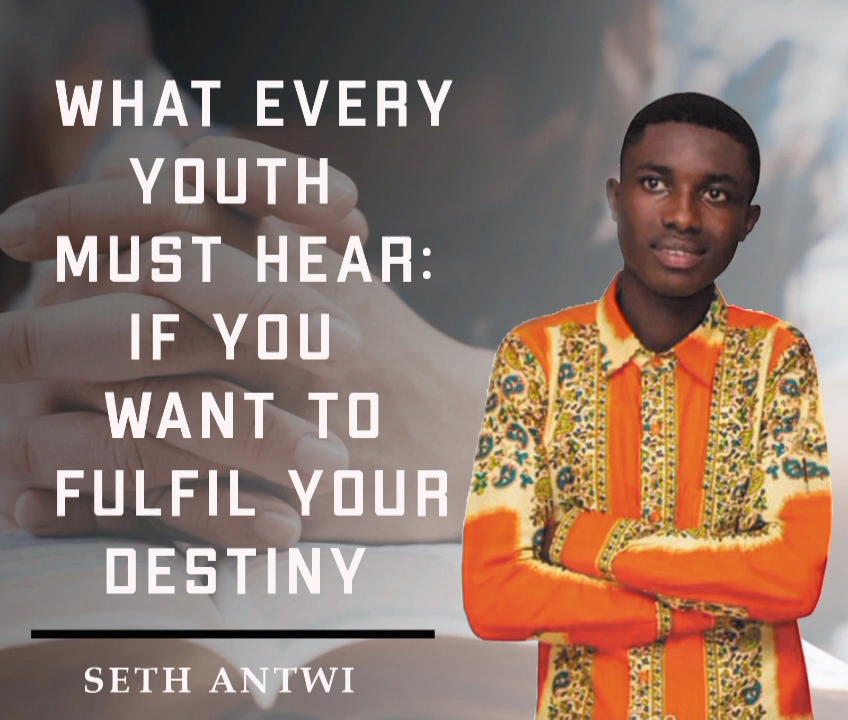 WHAT EVERY
YOUTH
MUST HEAR:
IF YOU
WANT TO
FULFIL YOUR
DESTINY
SETH ANTWI